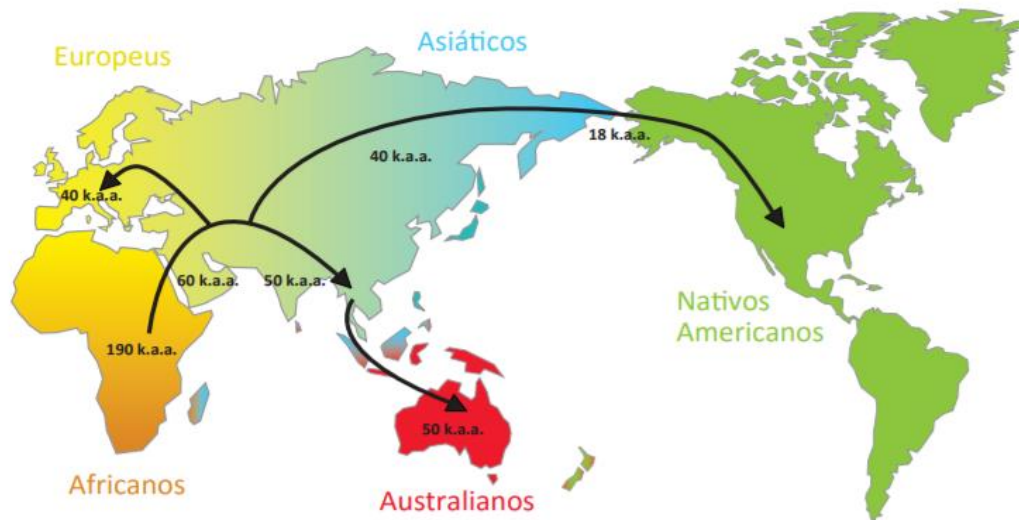 Europeus
Asiáticos
18 k.a.a.
40 k.a.a.
40 k.a.a.
60 k.a.a.
50 k.a.a.
Nativos
Americanos
190 k.a.a.
50 k.a.a.
Africanos
Australianos